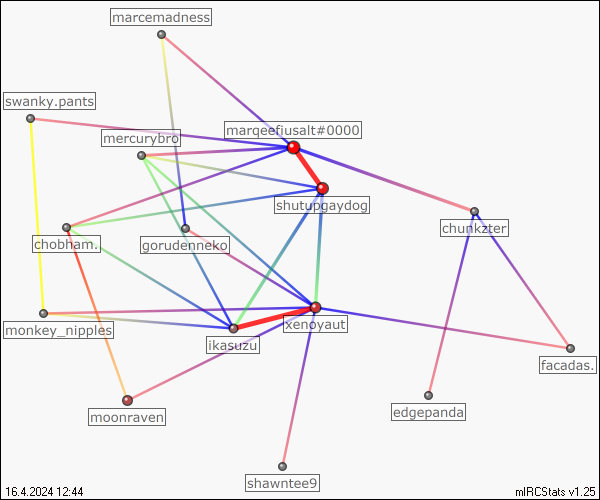 marcemadness
swanky.pants
marqeefiusalt#0000
mercurybro
shutupgaydog
chunkzter
chobham.
gorudenneko
monkey_nipples
xenoyaut
ikasuzu
facadas.
edgepanda
moonraven
shawntee9
16.4.2024 12:44
mIRCStats v1.25